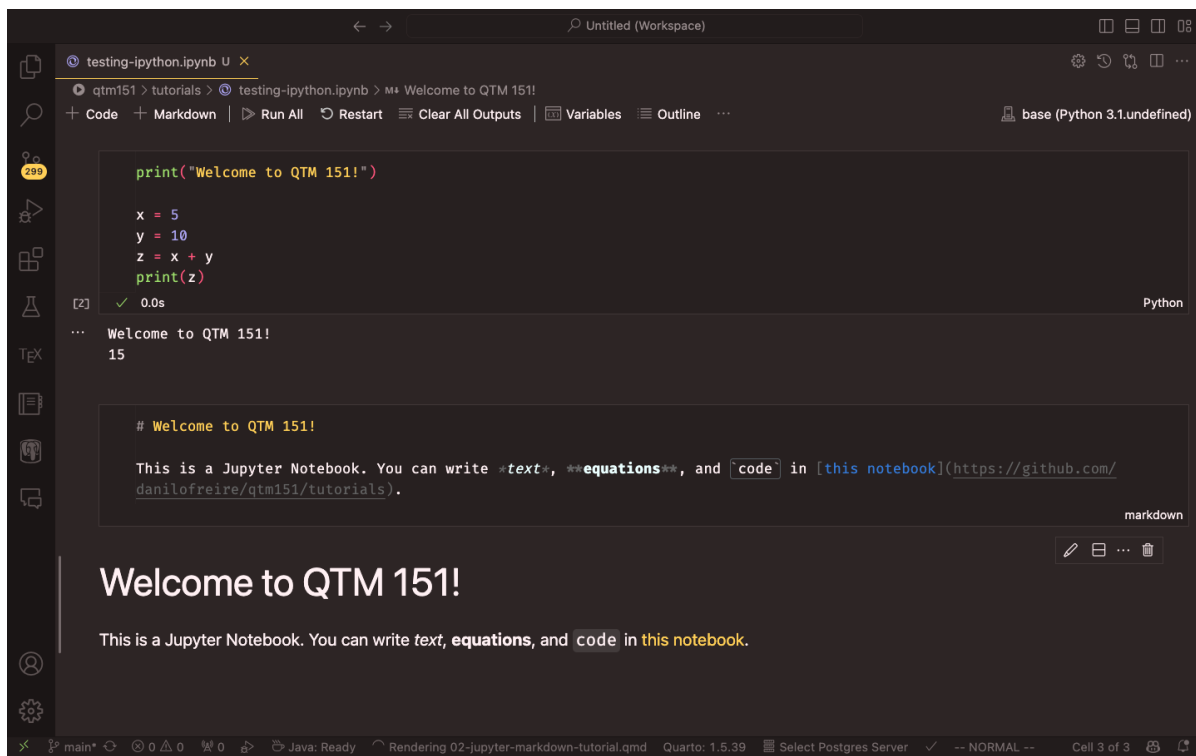 Untitled (Workspace)
testing-ipython.ipynb U
qtm151 > tutorials > testing-ipython.ipynb > M↓ Welcome to QTM 151!
+ Code + Markdown | Run All Restart Clear All Outputs | Variables Outline ... base (Python 3.1.undefined)
299
print("Welcome to QTM 151!")
x = 5
y = 10
z = x + y
print(z)
[2] ✓ 0.0s Python
Welcome to QTM 151!
15
TEX
# Welcome to QTM 151!
This is a Jupyter Notebook. You can write *text*, **equations**, and `code` in [this notebook](https://github.com/
danilofreire/qtm151/tutorials).
markdown
Welcome to QTM 151!
This is a Jupyter Notebook. You can write text, equations, and code in this notebook.
main* 0 0 0 Java: Ready Rendering 02-jupyter-markdown-tutorial.qmd Quarto: 1.5.39 Select Postgres Server -- NORMAL -- Cell 3 of 3